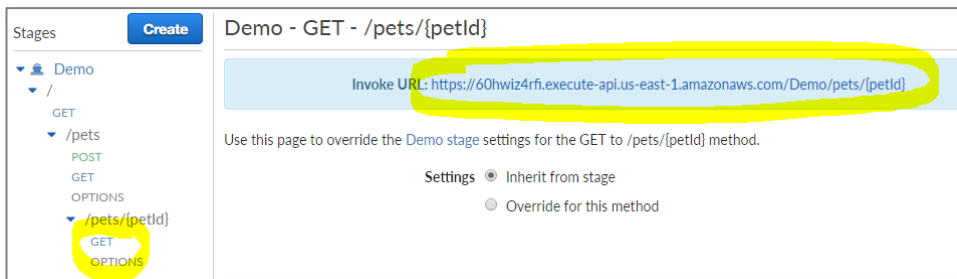 Stages
Create
Demo
/
GET
/pets
POST
GET
OPTIONS
/pets/{petId}
GET
OPTIONS
Demo - GET - /pets/{petId}
Invoke URL: https://60hwiz4rfi.execute-api.us-east-1.amazonaws.com/Demo/pets/{petId}
Use this page to override the Demo stage settings for the GET to /pets/{petId} method.
Settings Inherit from stage
Override for this method